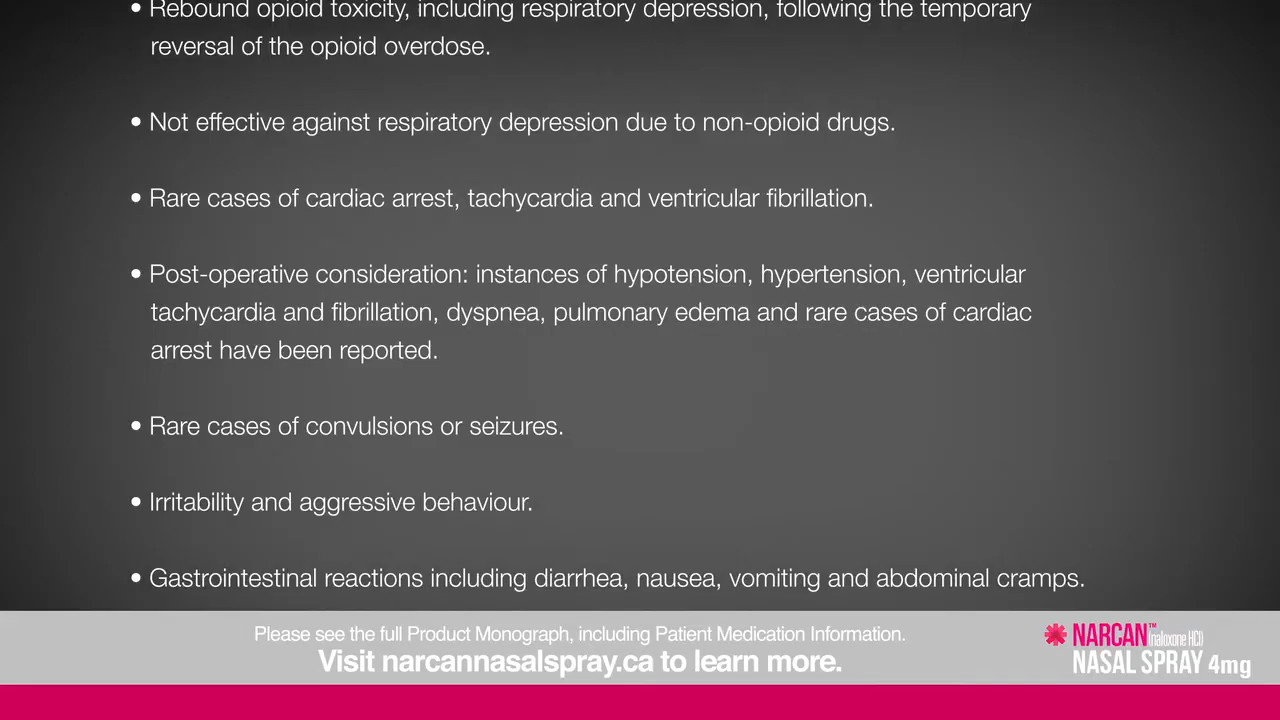 • Rebound opioid toxicity, including respiratory depression, following the temporary
reversal of the opioid overdose.
• Not effective against respiratory depression due to non-opioid drugs.
• Rare cases of cardiac arrest, tachycardia and ventricular fibrillation.
• Post-operative consideration: instances of hypotension, hypertension, ventricular
tachycardia and fibrillation, dyspnea, pulmonary edema and rare cases of cardiac
arrest have been reported.
• Rare cases of convulsions or seizures.
• Irritability and aggressive behaviour.
• Gastrointestinal reactions including diarrhea, nausea, vomiting and abdominal cramps.
Please see the full Product Monograph, including Patient Medication Information.
Visit narcannasalspray.ca to learn more.
NARCAN™ (naloxone HCl)
NASAL SPRAY 4mg